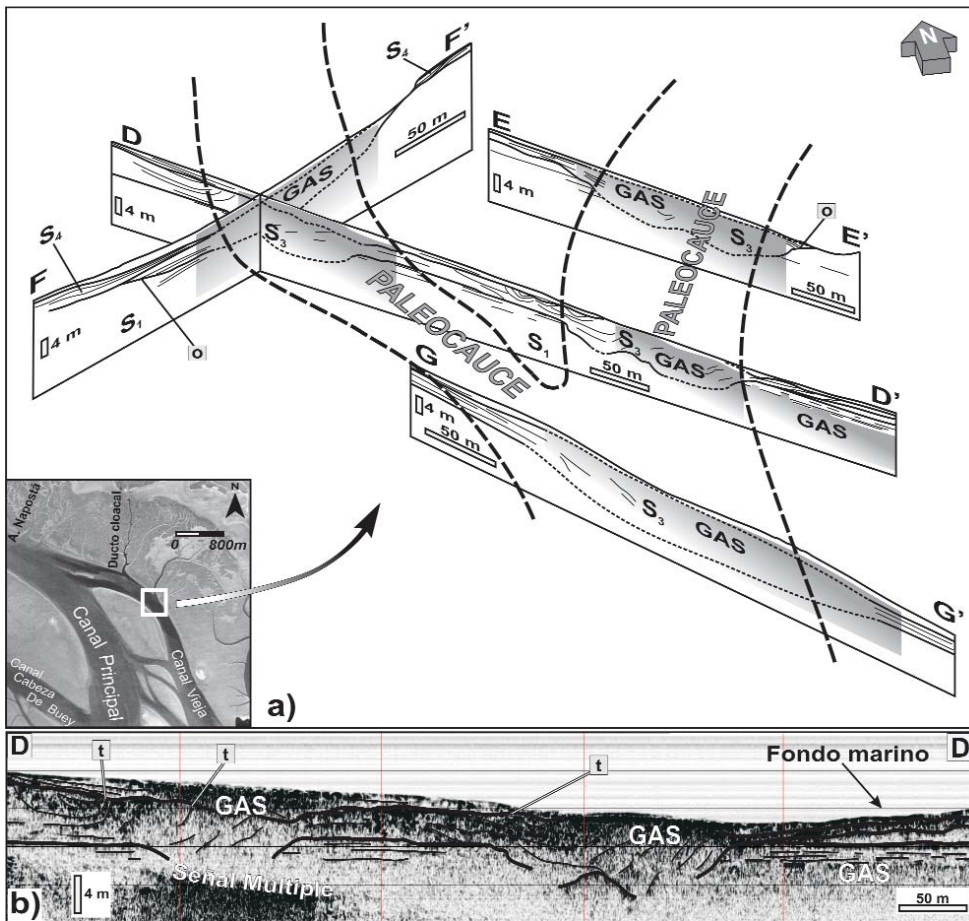 N
F'
S4
50 m
D
E
GAS
4 m
GAS
PALEOCAUCE
o
S4
S3
S3
E'
F
4 m
50 m
4 m
S1
o
PALEOCAUCE
S1
S3
GAS
50 m
G
D'
GAS
4 m
50 m
S3
GAS
G'
N
A. Napostá
Ducto cloacal
0 800m
Canal Principal
Canal Vieja
Canal Cabeza
De Buey
a)
D
t
t
t
Fondo marino
D
GAS
GAS
GAS
Señal Multiple
b)
4 m
50 m